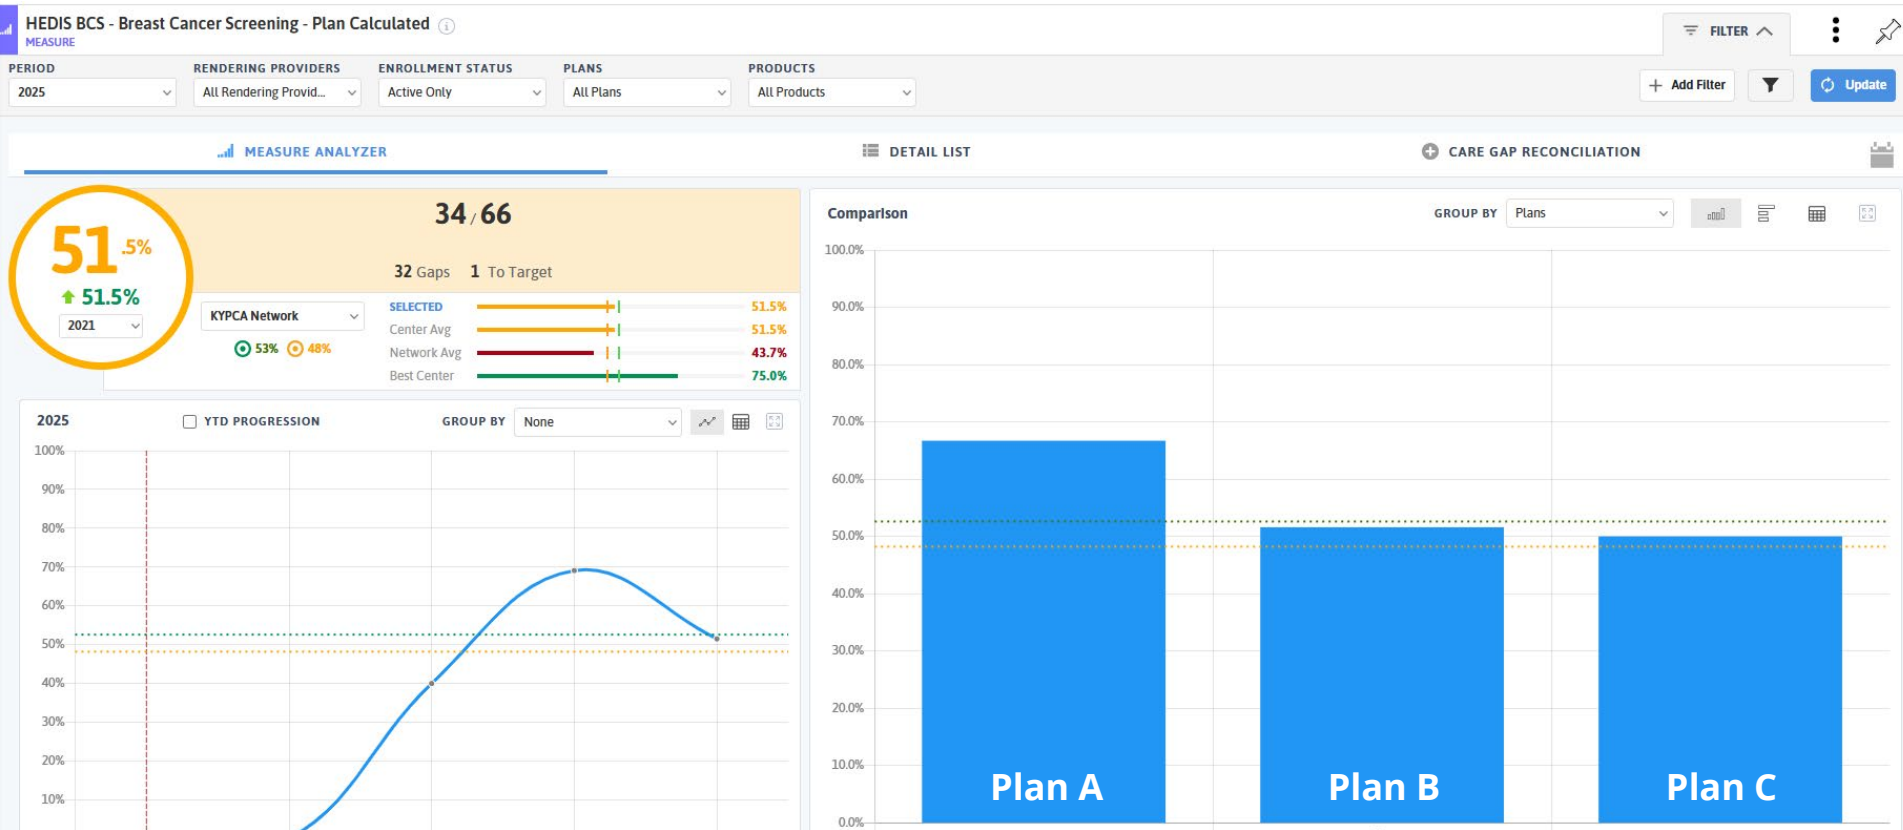 HEDIS BCS - Breast Cancer Screening - Plan Calculated
MEASURE
FILTER
PERIOD
2025
RENDERING PROVIDERS
All Rendering Provid...
ENROLLMENT STATUS
Active Only
PLANS
All Plans
PRODUCTS
All Products
Add Filter
Update
MEASURE ANALYZER
DETAIL LIST
CARE GAP RECONCILIATION
51.5%
51.5%
2021
34 / 66
32 Gaps 1 To Target
KYPCA Network
53% 48%
SELECTED 51.5%
Center Avg 51.5%
Network Avg 43.7%
Best Center 75.0%
2025
YTD PROGRESSION
GROUP BY None
100%
90%
80%
70%
60%
50%
40%
30%
20%
10%
Comparison
GROUP BY Plans
100.0%
90.0%
80.0%
70.0%
60.0%
50.0%
40.0%
30.0%
20.0%
10.0%
0.0%
Plan A
Plan B
Plan C